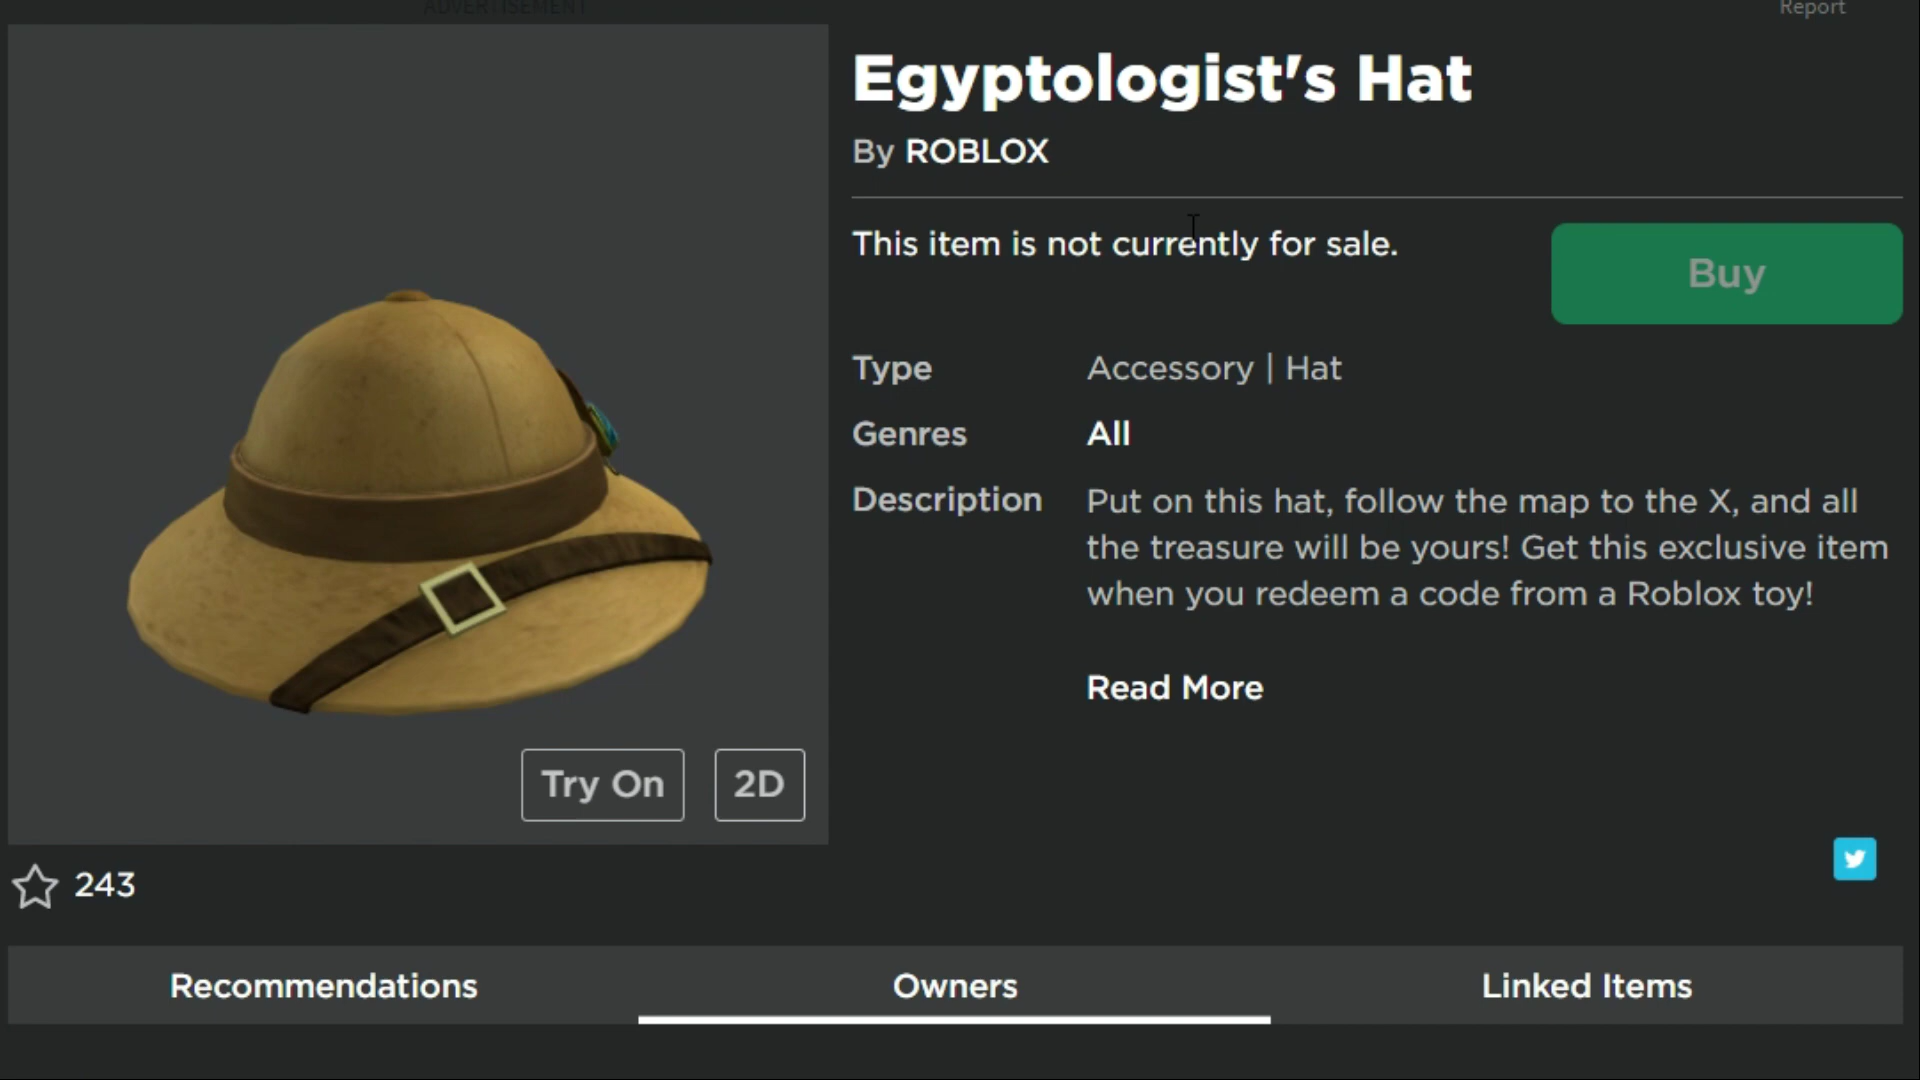 ADVERTISEMENT
Report
Egyptologist's Hat
By ROBLOX
This item is not currently for sale.
Buy
Type Accessory | Hat
Genres All
Description Put on this hat, follow the map to the X, and all
the treasure will be yours! Get this exclusive item
when you redeem a code from a Roblox toy!
Read More
Try On 2D
243
Recommendations Owners Linked Items